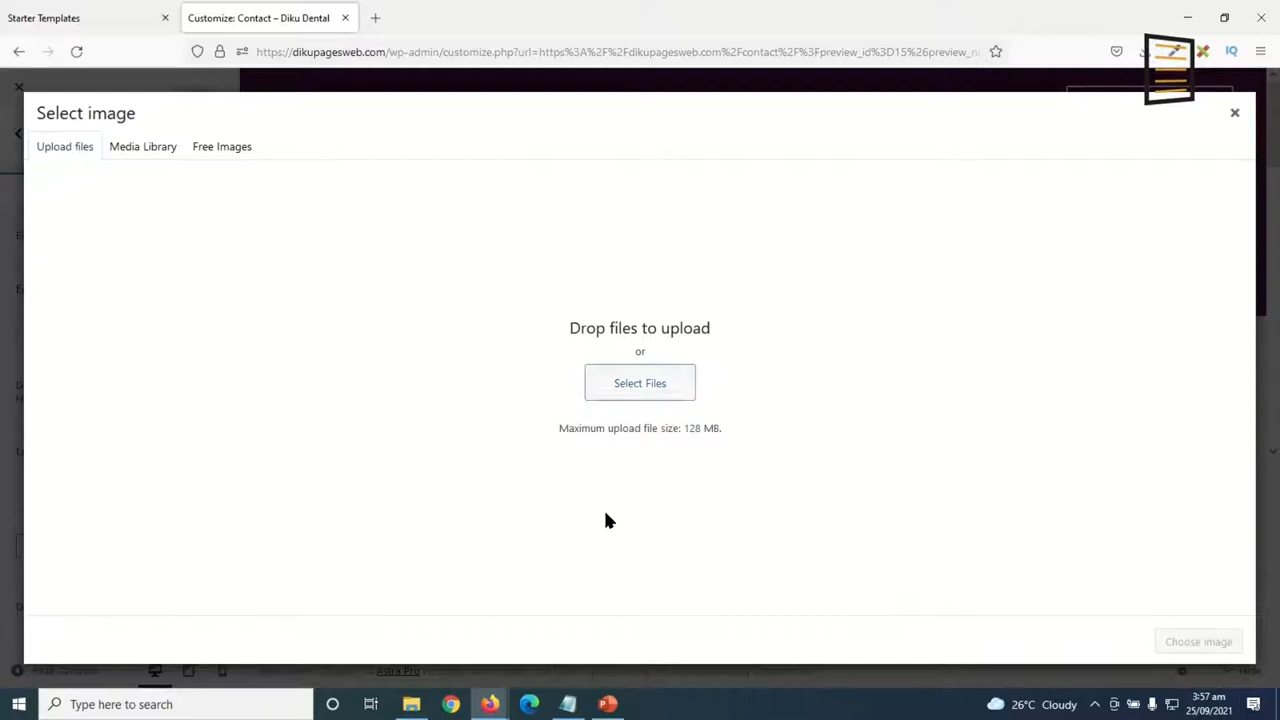 Starter Templates
Customize: Contact – Diku Dental
https://dikupagesweb.com/wp-admin/customize.php?url=https%3A%2F%2Fdikupagesweb.com%2Fcontact%2F%3Fpreview_id%3D15%26preview_n
Select image
Upload files
Media Library
Free Images
Drop files to upload
or
Select Files
Maximum upload file size: 128 MB.
Choose image
Astra Pro
Hide
Type here to search
26°C Cloudy
3:57 am
25/09/2021